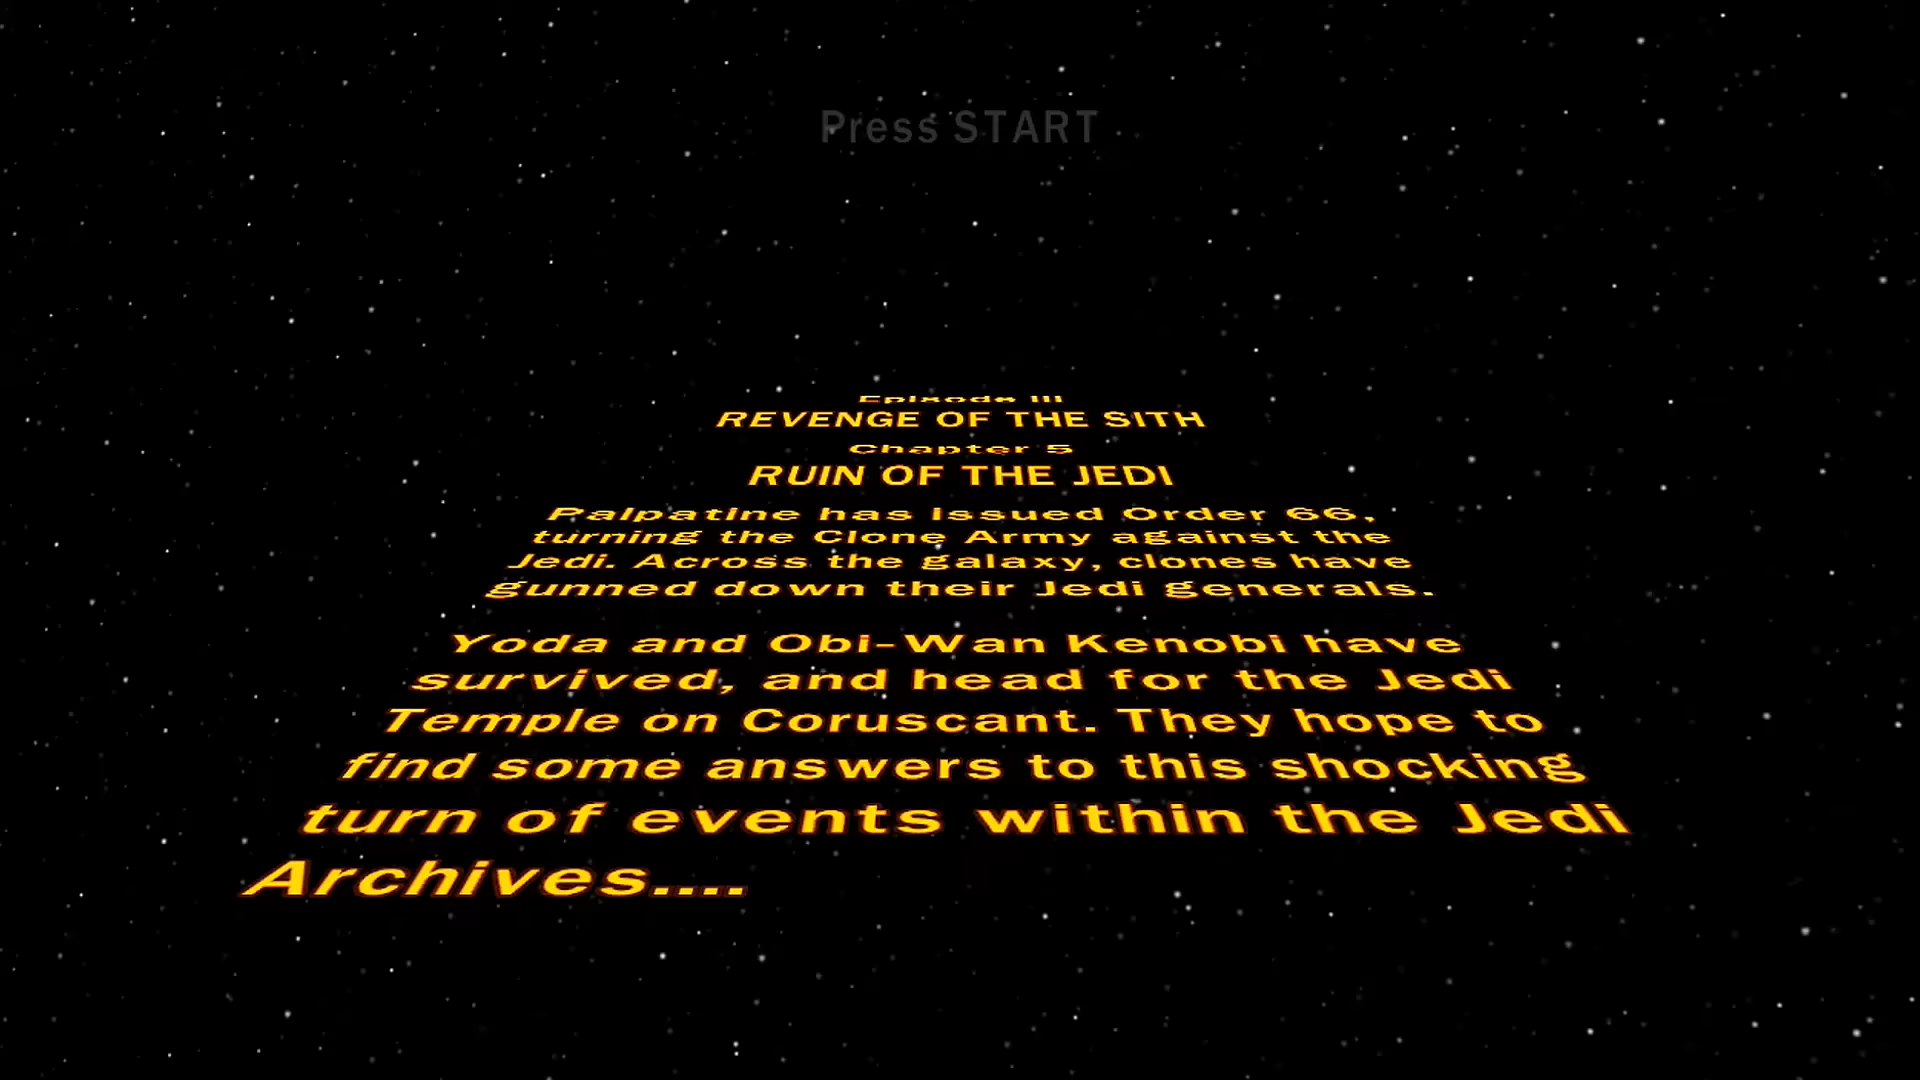 Press START
Episode III
REVENGE OF THE SITH
Chapter 5
RUIN OF THE JEDI
Palpatine has issued Order 66,
turning the Clone Army against the
Jedi. Across the galaxy, clones have
gunned down their Jedi generals.
Yoda and Obi-Wan Kenobi have
survived, and head for the Jedi
Temple on Coruscant. They hope to
find some answers to this shocking
turn of events within the Jedi
Archives....